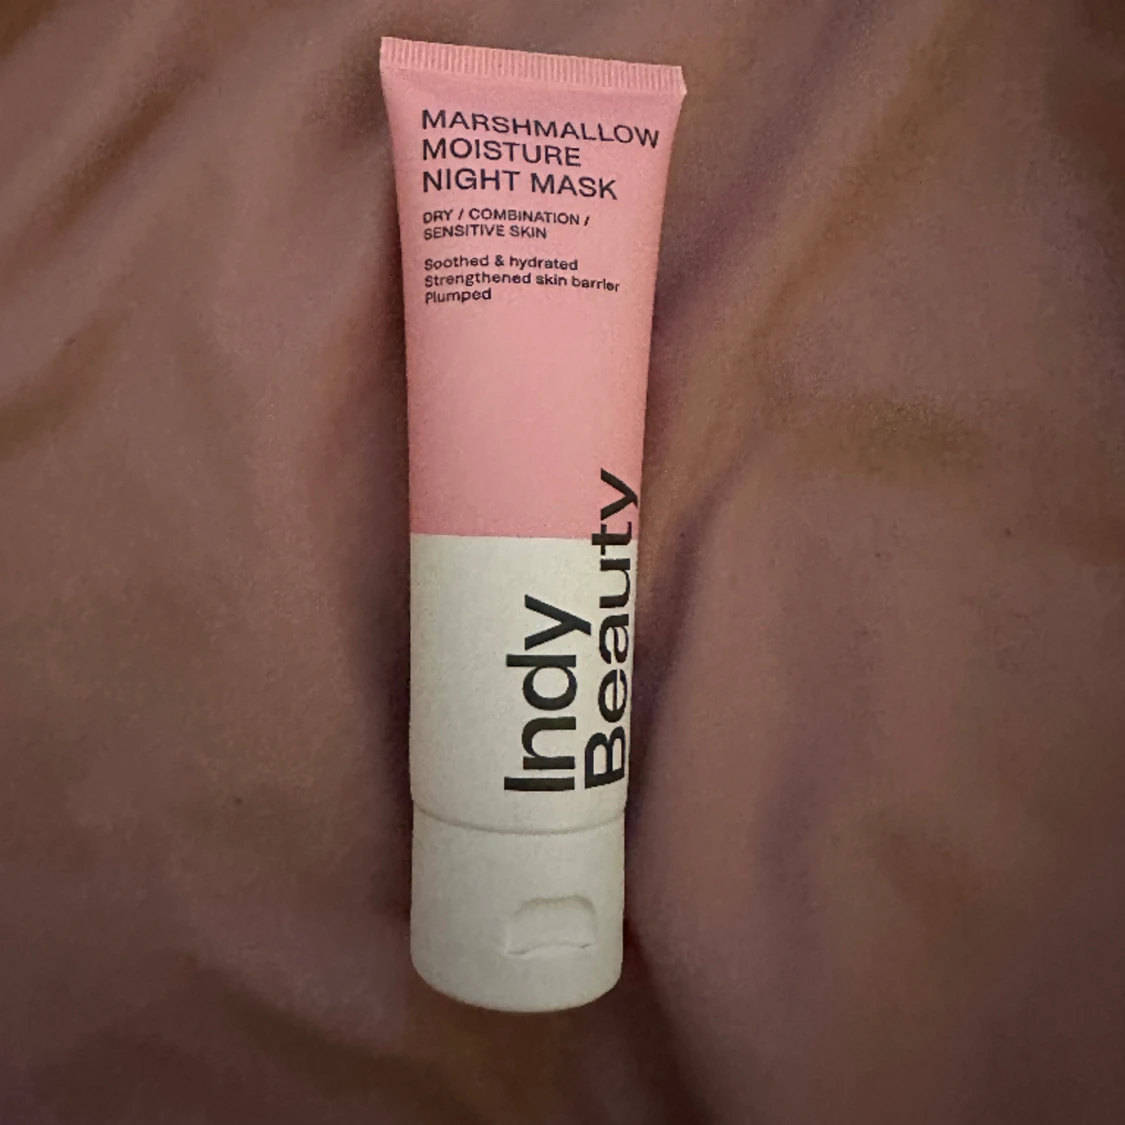 MARSHMALLOW
MOISTURE
NIGHT MASK
DRY / COMBINATION /
SENSITIVE SKIN
Soothed & hydrated
Strengthened skin barrier
Plumped
Indy
Beauty